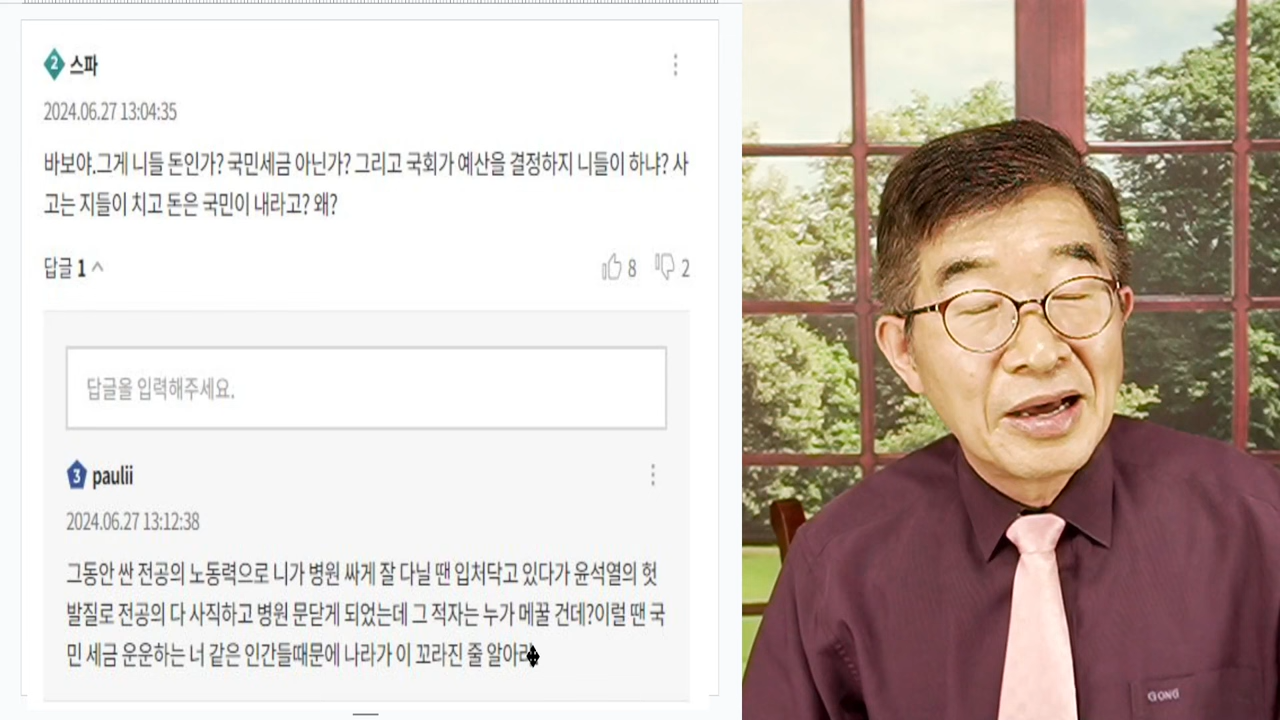 2 스파
2024.06.27 13:04:35
바보야.그게 니들 돈인가? 국민세금 아닌가? 그리고 국회가 예산을 결정하지 니들이 하냐? 사
고는 지들이 치고 돈은 국민이 내라고? 왜?
답글 1 8 2
답글을 입력해주세요.
3 paulii
2024.06.27 13:12:38
그동안 싼 전공의 노동력으로 니가 병원 싸게 잘 다닐 땐 입처닥고 있다가 윤석열의 헛
발질로 전공의 다 사직하고 병원 문닫게 되었는데 그 적자는 누가 메꿀 건데?이럴 땐 국
민 세금 운운하는 너 같은 인간들때문에 나라가 이 꼬라진 줄 알아라
GONG